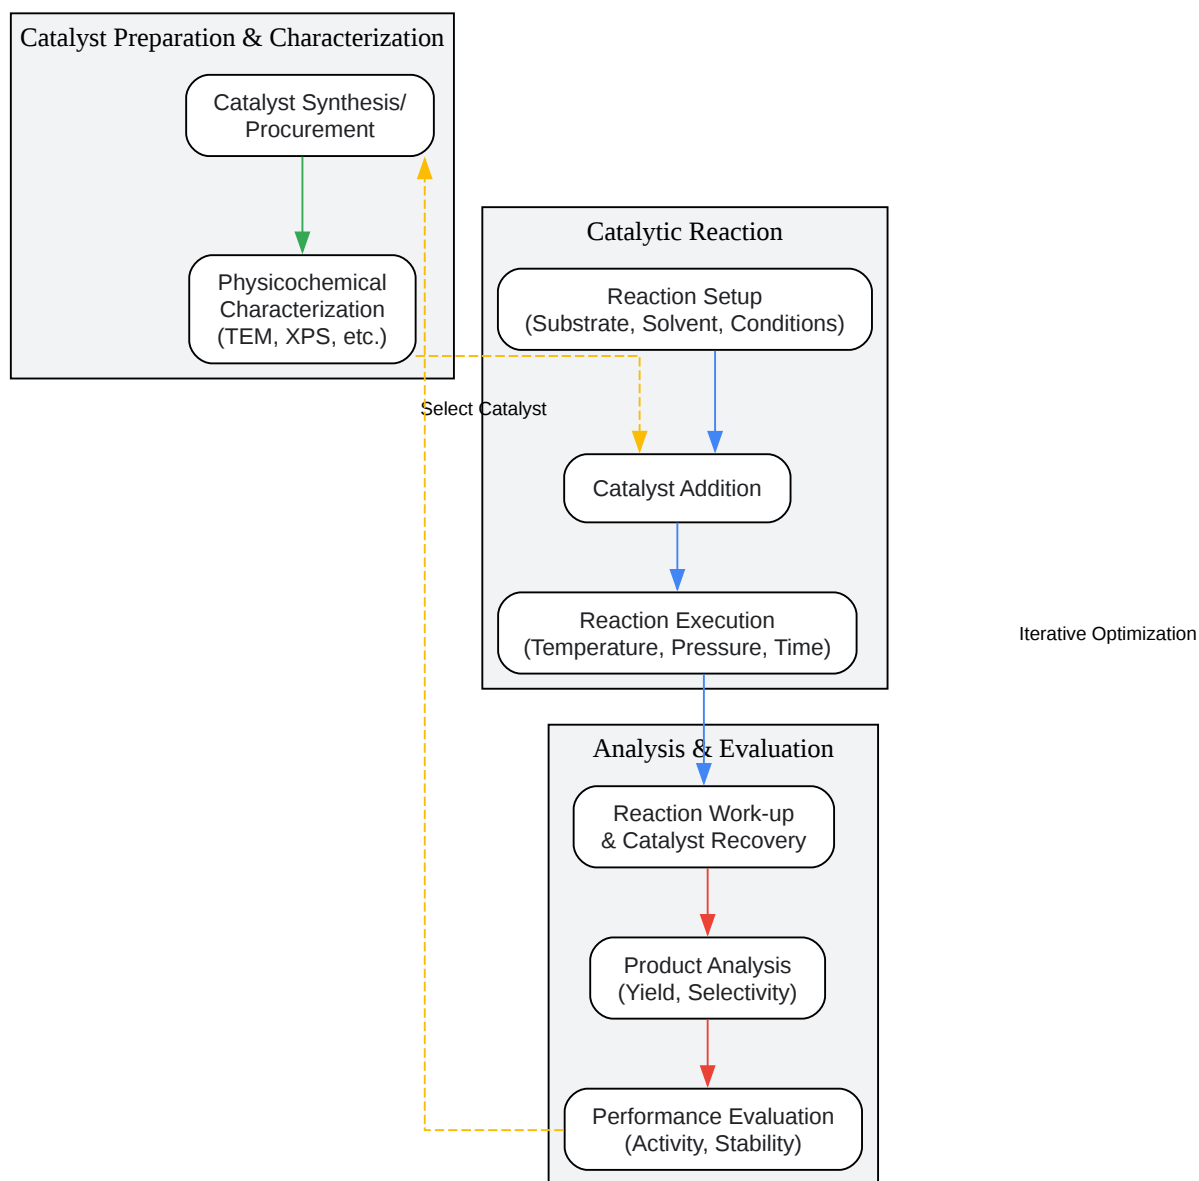 Catalyst Preparation & Characterization
Catalyst Synthesis/
Procurement
Physicochemical
Characterization
(TEM, XPS, etc.)
Select Catalyst
Catalytic Reaction
Reaction Setup
(Substrate, Solvent, Conditions)
Catalyst Addition
Reaction Execution
(Temperature, Pressure, Time)
Iterative Optimization
Analysis & Evaluation
Reaction Work-up
& Catalyst Recovery
Product Analysis
(Yield, Selectivity)
Performance Evaluation
(Activity, Stability)